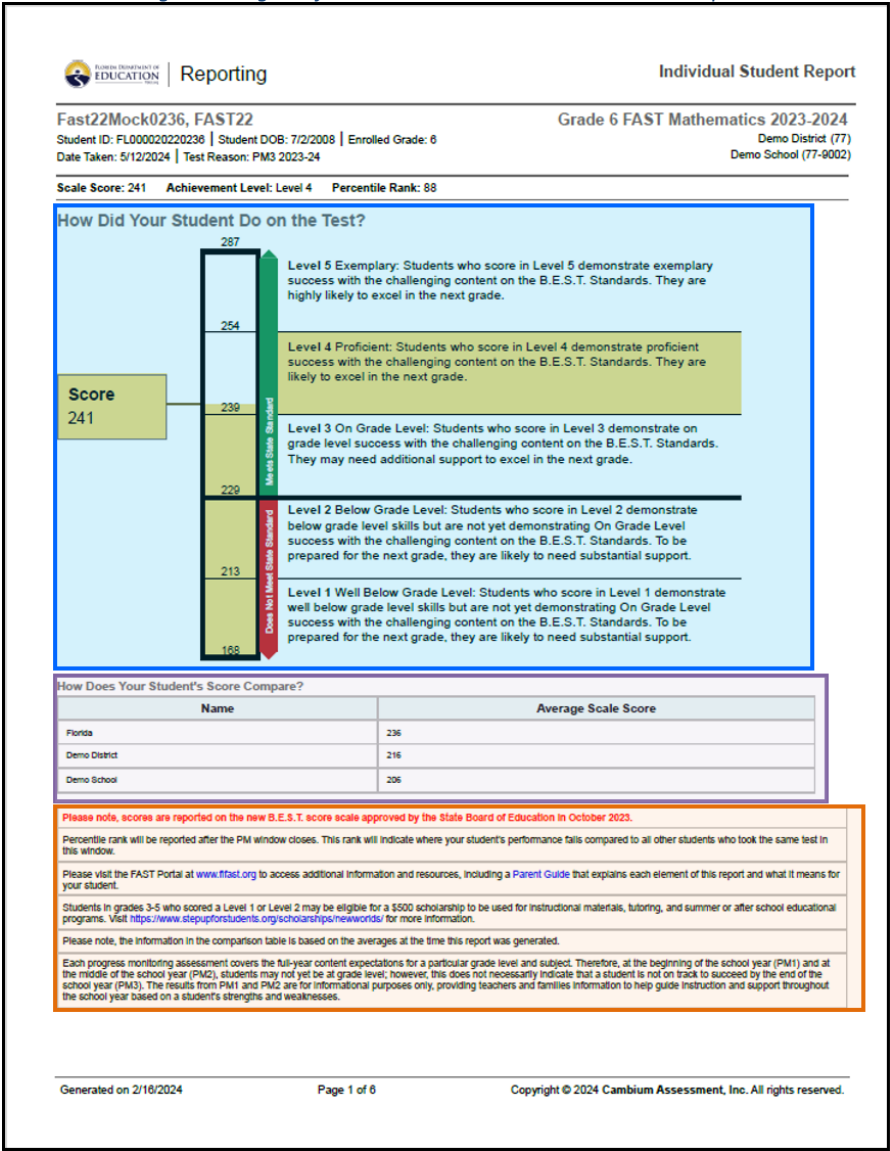 FLORIDA DEPARTMENT OF
EDUCATION
Reporting
Individual Student Report
Fast22Mock0236, FAST22
Student ID: FL000020220236 | Student DOB: 7/2/2008 | Enrolled Grade: 6
Date Taken: 5/12/2024 | Test Reason: PM3 2023-24
Grade 6 FAST Mathematics 2023-2024
Demo District (77)
Demo School (77-9002)
Scale Score: 241 Achievement Level: Level 4 Percentile Rank: 88
How Did Your Student Do on the Test?
287
Level 5 Exemplary: Students who score in Level 5 demonstrate exemplary
success with the challenging content on the B.E.S.T. Standards. They are
highly likely to excel in the next grade.
254
Level 4 Proficient: Students who score in Level 4 demonstrate proficient
success with the challenging content on the B.E.S.T. Standards. They are
likely to excel in the next grade.
Score
241
239
Meets State Standard
Level 3 On Grade Level: Students who score in Level 3 demonstrate on
grade level success with the challenging content on the B.E.S.T. Standards.
They may need additional support to excel in the next grade.
229
Does Not Meet State Standard
Level 2 Below Grade Level: Students who score in Level 2 demonstrate
below grade level skills but are not yet demonstrating On Grade Level
success with the challenging content on the B.E.S.T. Standards. To be
prepared for the next grade, they are likely to need substantial support.
213
Level 1 Well Below Grade Level: Students who score in Level 1 demonstrate
well below grade level skills but are not yet demonstrating On Grade Level
success with the challenging content on the B.E.S.T. Standards. To be
prepared for the next grade, they are likely to need substantial support.
168
How Does Your Student's Score Compare?
Name Average Scale Score
Florida 236
Demo District 216
Demo School 206
Please note, scores are reported on the new B.E.S.T. score scale approved by the State Board of Education in October 2023.
Percentile rank will be reported after the PM window closes. This rank will indicate where your student's performance falls compared to all other students who took the same test in
this window.
Please visit the FAST Portal at www.flfast.org to access additional information and resources, including a Parent Guide that explains each element of this report and what it means for
your student.
Students in grades 3-5 who scored a Level 1 or Level 2 may be eligible for a $500 scholarship to be used for instructional materials, tutoring, and summer or after school educational
programs. Visit https://www.stepupforstudents.org/scholarships/newworlds/ for more information.
Please note, the information in the comparison table is based on the averages at the time this report was generated.
Each progress monitoring assessment covers the full-year content expectations for a particular grade level and subject. Therefore, at the beginning of the school year (PM1) and at
the middle of the school year (PM2), students may not yet be at grade level; however, this does not necessarily indicate that a student is not on track to succeed by the end of the
school year (PM3). The results from PM1 and PM2 are for informational purposes only, providing teachers and families information to help guide instruction and support throughout
the school year based on a student's strengths and weaknesses.
Generated on 2/16/2024
Page 1 of 6
Copyright © 2024 Cambium Assessment, Inc. All rights reserved.